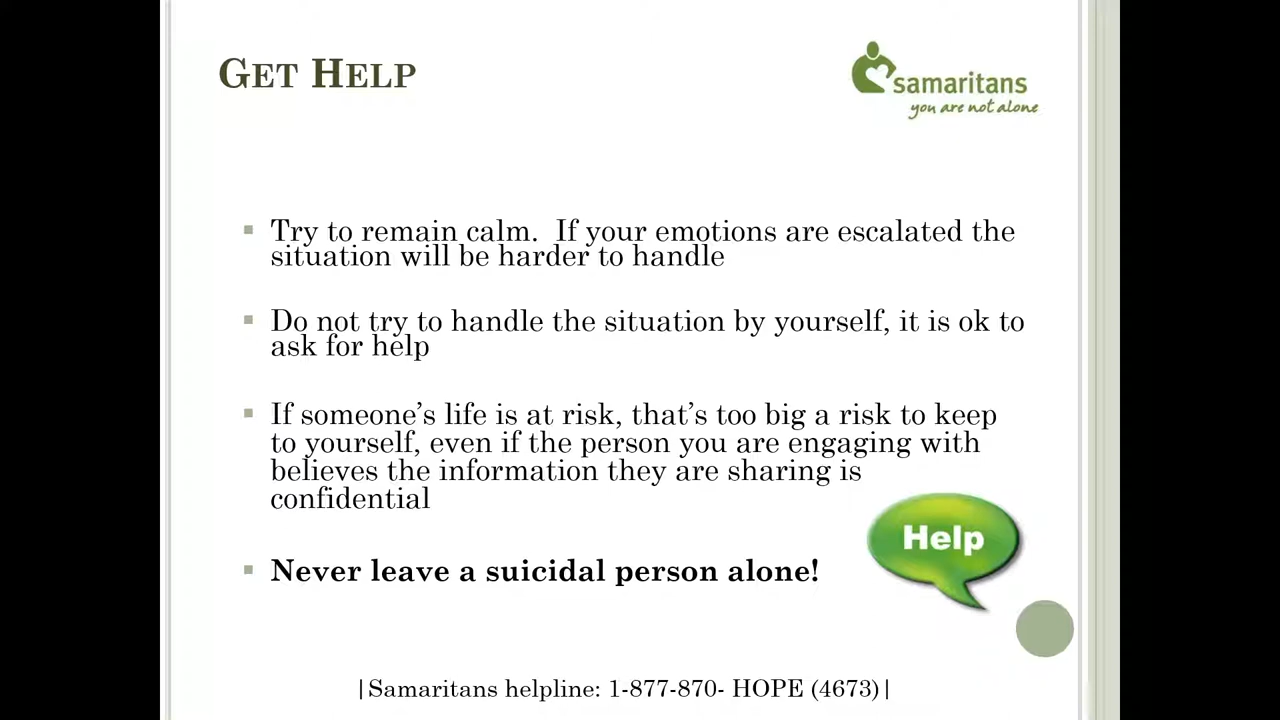 GET HELP
samaritans
you are not alone
Try to remain calm.  If your emotions are escalated the
situation will be harder to handle
Do not try to handle the situation by yourself, it is ok to
ask for help
If someone's life is at risk, that's too big a risk to keep
to yourself, even if the person you are engaging with
believes the information they are sharing is
confidential
Help
Never leave a suicidal person alone!
|Samaritans helpline: 1-877-870- HOPE (4673)|